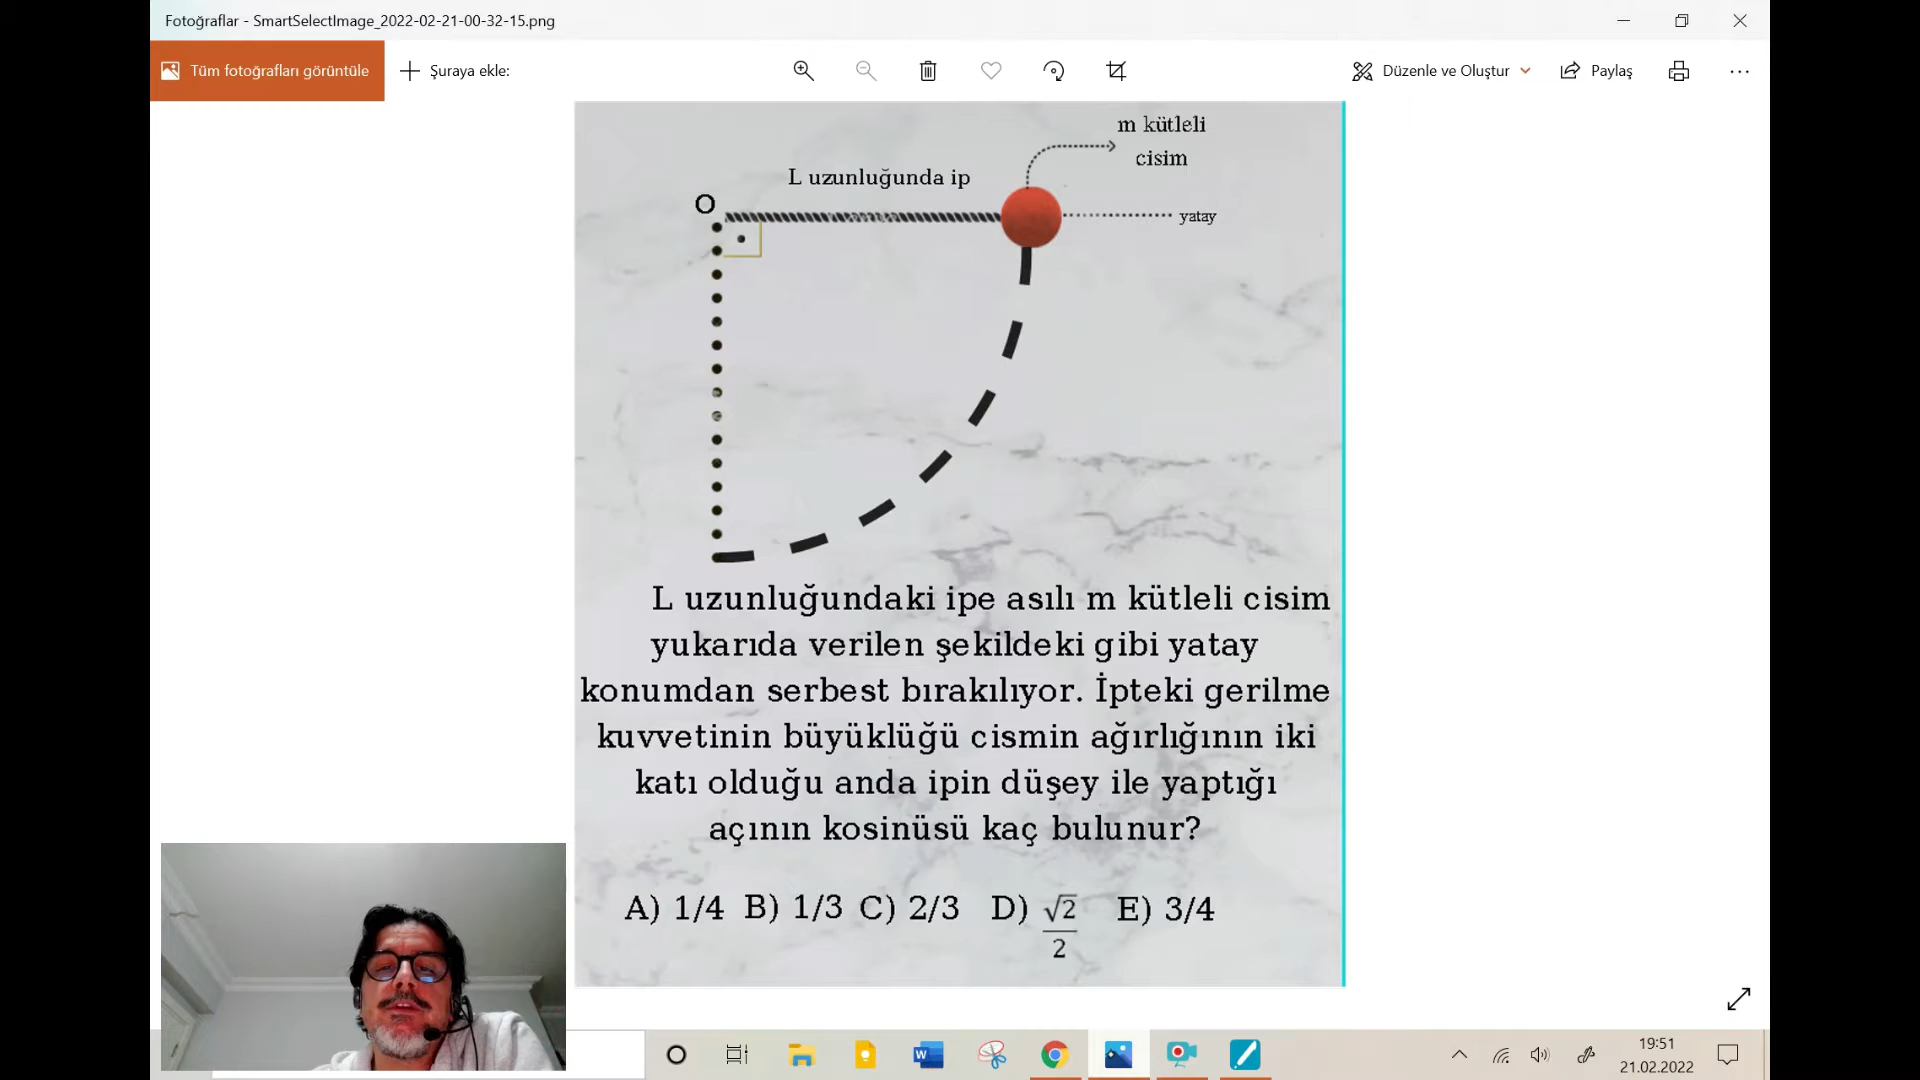 Fotoğraflar - SmartSelectImage_2022-02-21-00-32-15.png
Tüm fotoğrafları görüntüle
Şuraya ekle:
Düzenle ve Oluştur
Paylaş
m kütleli
cisim
L uzunluğunda ip
O
yatay
L uzunluğundaki ipe asılı m kütleli cisim
yukarıda verilen şekildeki gibi yatay
konumdan serbest bırakılıyor. İpteki gerilme
kuvvetinin büyüklüğü cismin ağırlığının iki
katı olduğu anda ipin düşey ile yaptığı
açının kosinüsü kaç bulunur?
A) 1/4 B) 1/3 C) 2/3 D) √2/2 E) 3/4
19:51
21.02.2022